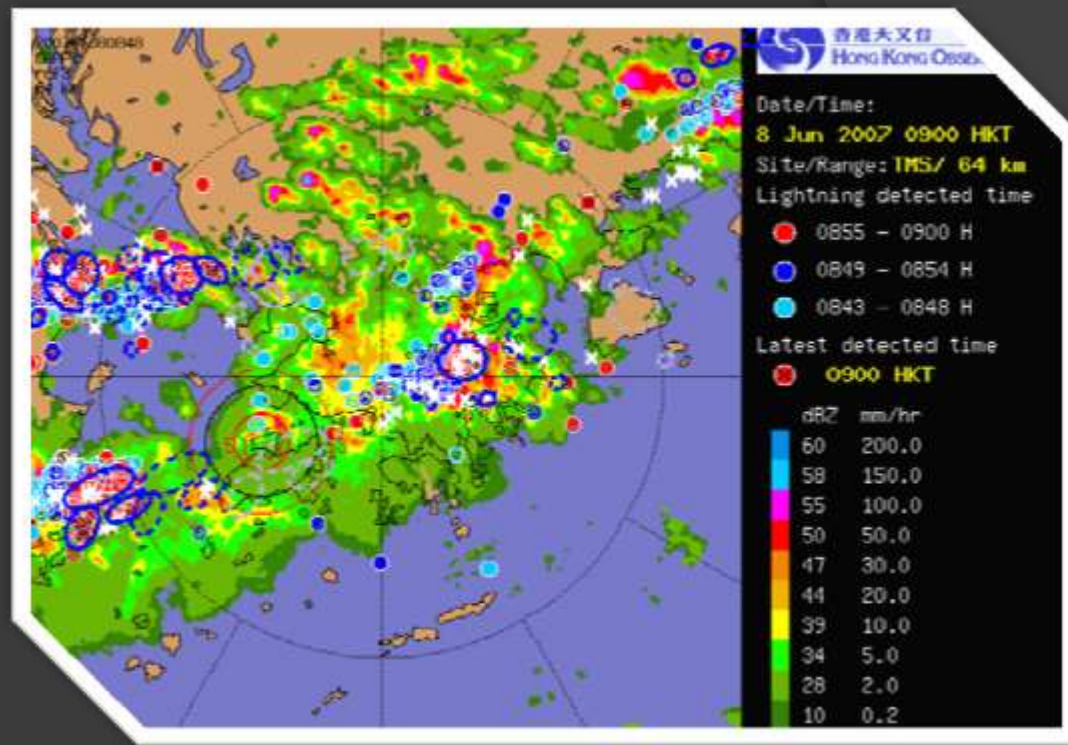 香港天文台
HONG KONG OBSE
Date/Time:
8 Jun 2007 0900 HKT
Site/Range: TMS/ 64 km
Lightning detected time
0855 - 0900 H
0849 - 0854 H
0843 - 0848 H
Latest detected time
0900 HKT
dBZ mm/hr
60 200.0
58 150.0
55 100.0
50 50.0
47 30.0
44 20.0
39 10.0
34 5.0
28 2.0
10 0.2